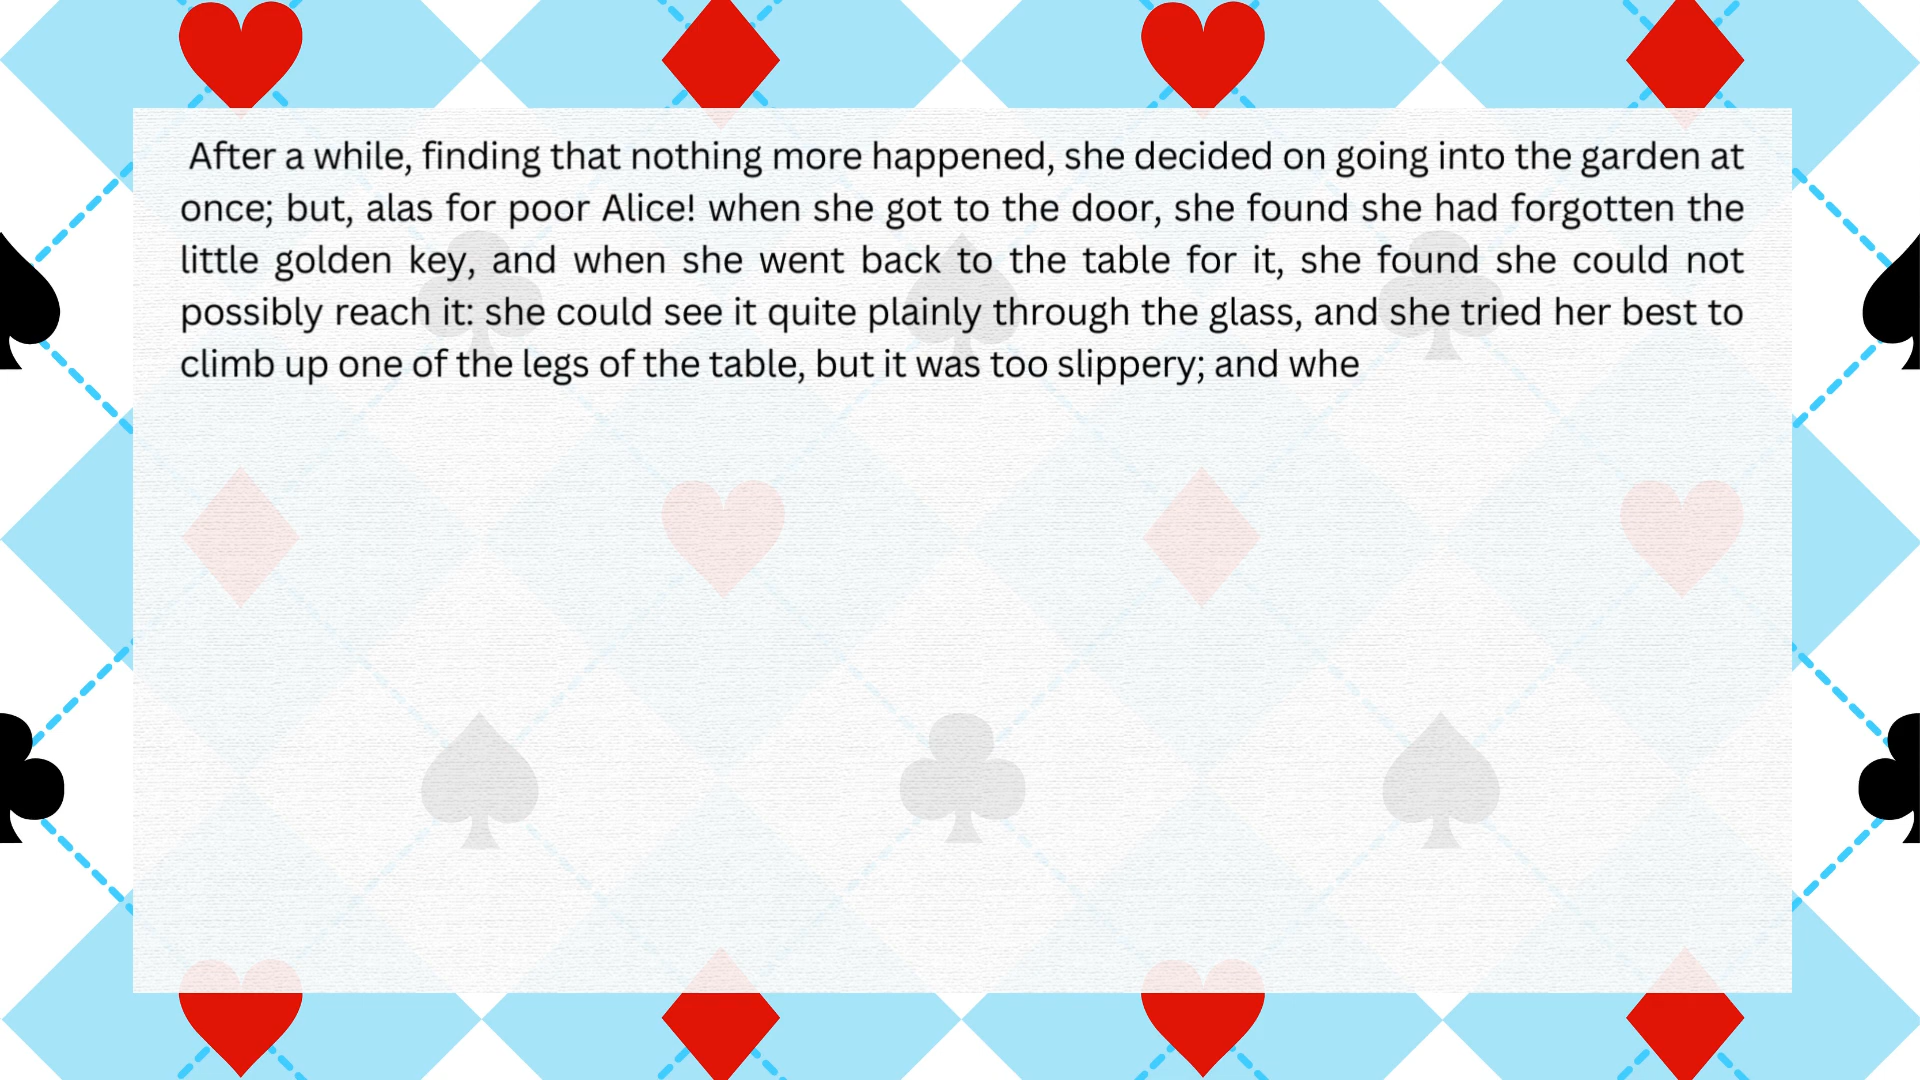 After a while, finding that nothing more happened, she decided on going into the garden at
once; but, alas for poor Alice! when she got to the door, she found she had forgotten the
little golden key, and when she went back to the table for it, she found she could not
possibly reach it: she could see it quite plainly through the glass, and she tried her best to
climb up one of the legs of the table, but it was too slippery; and whe